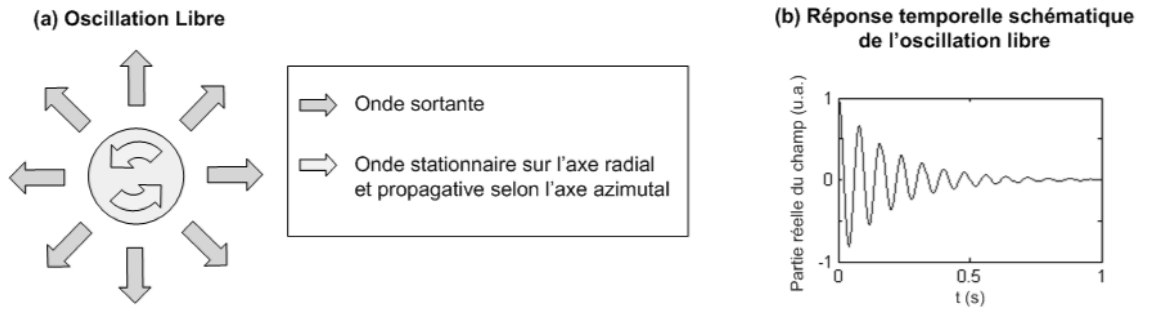 (a) Oscillation Libre
Onde sortante
Onde stationnaire sur l'axe radial
et propagative selon l'axe azimutal
(b) Réponse temporelle schématique
de l'oscillation libre
Partie réelle du champ (u.a.)
1
0
-1
0
0.5
1
t (s)